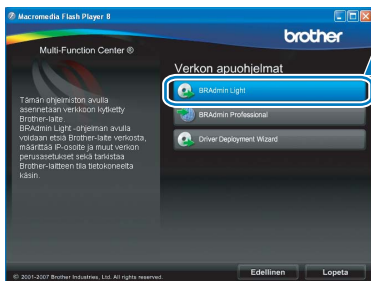 Macromedia Flash Player 8
brother
Multi-Function Center ®
Verkon apuohjelmat
BRAdmin Light
BRAdmin Professional
Driver Deployment Wizard
Tämän ohjelmiston avulla
asennetaan verkkoon kytketty
Brother-laite.
BRAdmin Light -ohjelman avulla
voidaan etsiä Brother-laite verkosta,
määrittää IP-osoite ja muut verkon
perusasetukset sekä tarkistaa
Brother-laitteen tila tietokoneelta
käsin.
Edellinen
Lopeta
© 2001-2007 Brother Industries, Ltd. All rights reserved.